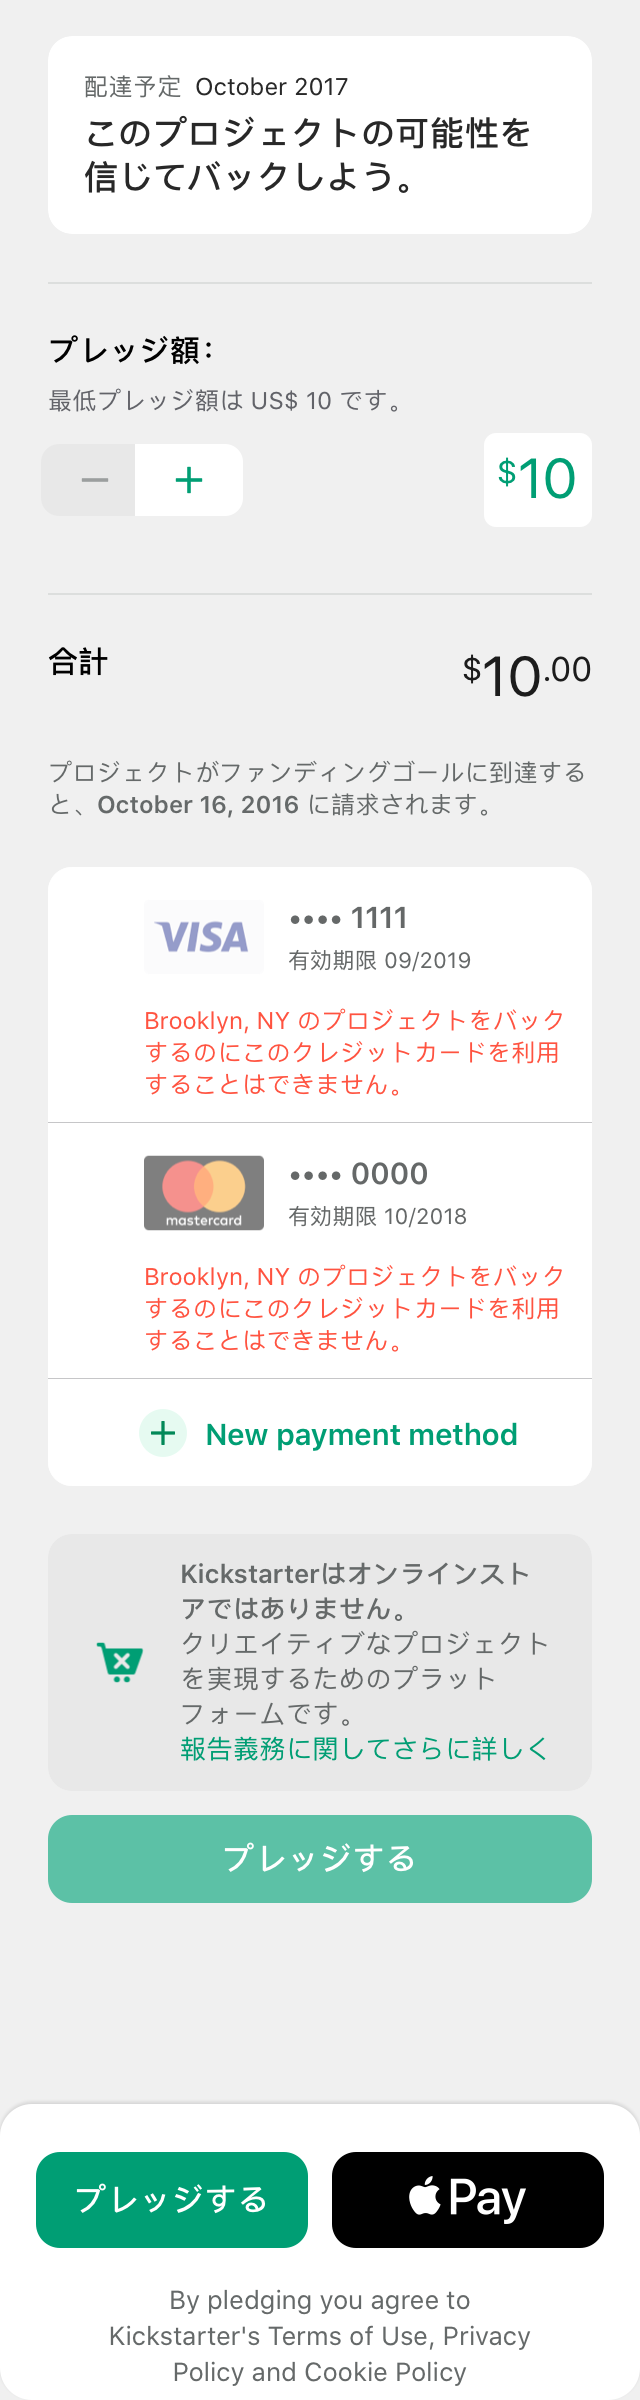 配達予定 October 2017
このプロジェクトの可能性を
信じてバックしよう。
プレッジ額：
最低プレッジ額は US$ 10 です。
$10
合計
$10.00
プロジェクトがファンディングゴールに到達する
と、October 16, 2016 に請求されます。
VISA
•••• 1111
有効期限 09/2019
Brooklyn, NY のプロジェクトをバック
するのにこのクレジットカードを利用
することはできません。
•••• 0000
mastercard
有効期限 10/2018
Brooklyn, NY のプロジェクトをバック
するのにこのクレジットカードを利用
することはできません。
New payment method
Kickstarterはオンラインスト
アではありません。
クリエイティブなプロジェクト
を実現するためのプラット
フォームです。
報告義務に関してさらに詳しく
プレッジする
プレッジする
Pay
By pledging you agree to
Kickstarter's Terms of Use, Privacy
Policy and Cookie Policy